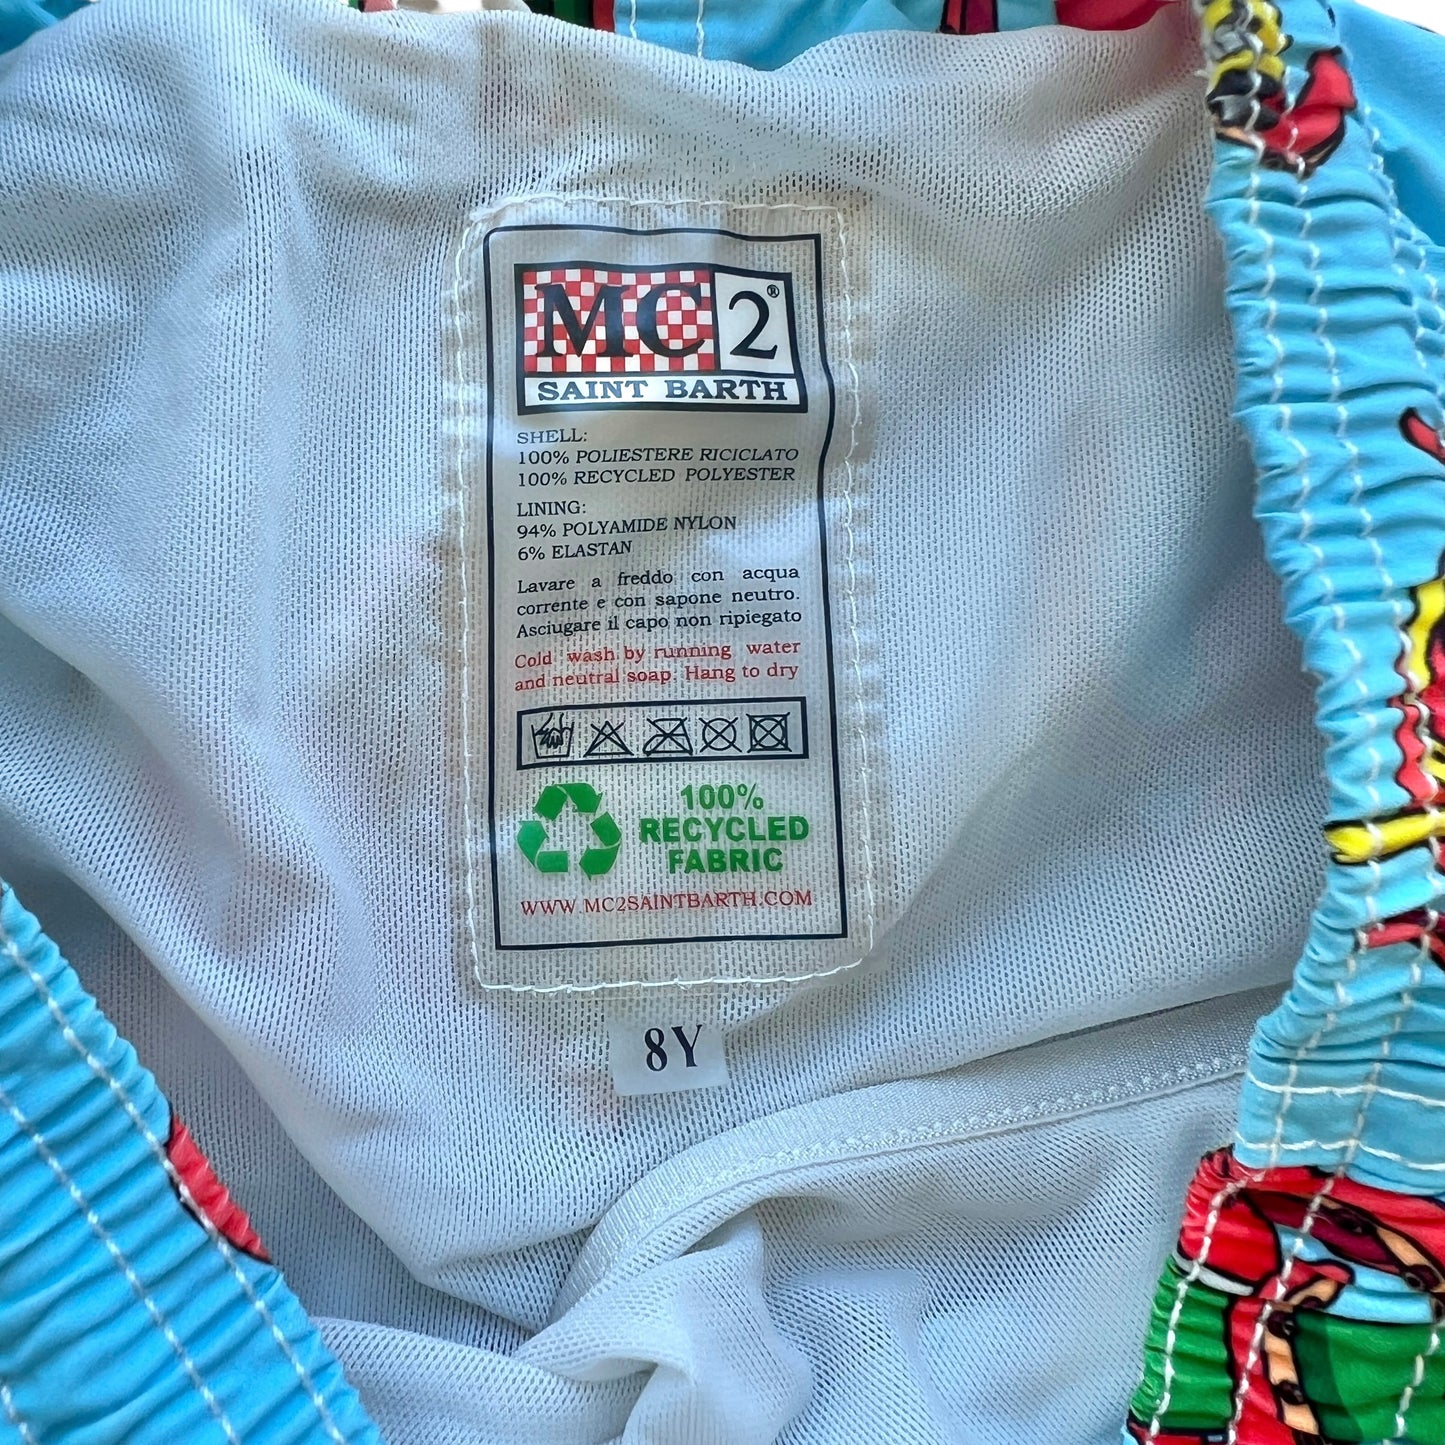 MC2®
SAINT BARTH
SHELL:
100% POLIESTERE RICICLATO
100% RECYCLED POLYESTER
LINING:
94% POLYAMIDE NYLON
6% ELASTAN
Lavare a freddo con acqua
corrente e con sapone neutro.
Asciugare il capo non ripiegato
Cold wash by running water
and neutral soap. Hang to dry
100%
RECYCLED
FABRIC
WWW.MC2SAINTBARTH.COM
8Y